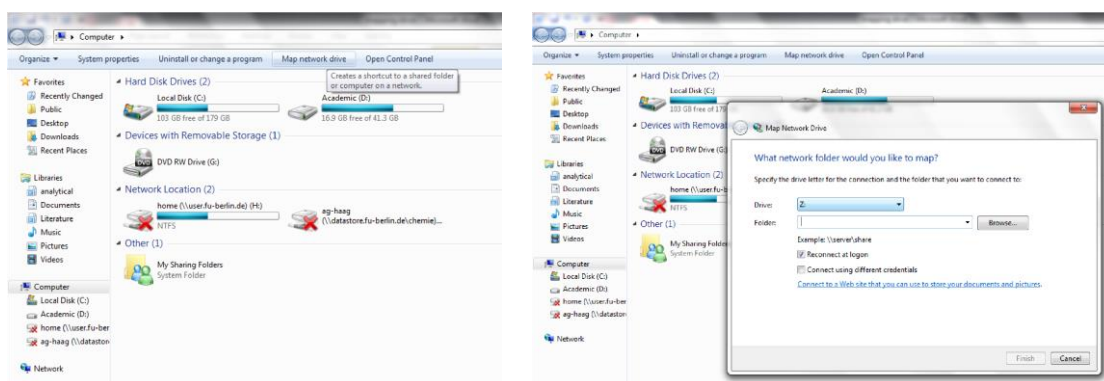 Computer
Organize System properties Uninstall or change a program Map network drive Open Control Panel
Creates a shortcut to a shared folder
or computer on a network.
Favorites
Recently Changed
Public
Desktop
Downloads
Recent Places
Libraries
analytical
Documents
Literature
Music
Pictures
Videos
Computer
Local Disk (C:)
Academic (D:)
home (\\user.fu-ber
ag-haag (\\datastor
Network
Hard Disk Drives (2)
Local Disk (C:)
103 GB free of 179 GB
Academic (D:)
16.9 GB free of 41.3 GB
Devices with Removable Storage (1)
DVD RW Drive (G:)
Network Location (2)
home (\\user.fu-berlin.de) (H:)
NTFS
ag-haag
(\\datastore.fu-berlin.de\chemie)...
Other (1)
My Sharing Folders
System Folder
Computer
Organize System properties Uninstall or change a program Map network drive Open Control Panel
Favorites
Recently Changed
Public
Desktop
Downloads
Recent Places
Libraries
analytical
Documents
Literature
Music
Pictures
Videos
Computer
Local Disk (C:)
Academic (D:)
home (\\user.fu-ber
ag-haag (\\datastor
Network
Hard Disk Drives (2)
Local Disk (C:)
103 GB free of 179
Academic (D:)
Devices with Removab
DVD RW Drive (G:
Network Location (2)
home (\\user.fu-b
NTFS
Other (1)
My Sharing Folder
System Folder
Map Network Drive
What network folder would you like to map?
Specify the drive letter for the connection and the folder that you want to connect to:
Drive: Z:
Folder: Browse...
Example: \\server\share
Reconnect at logon
Connect using different credentials
Connect to a Web site that you can use to store your documents and pictures.
Finish Cancel